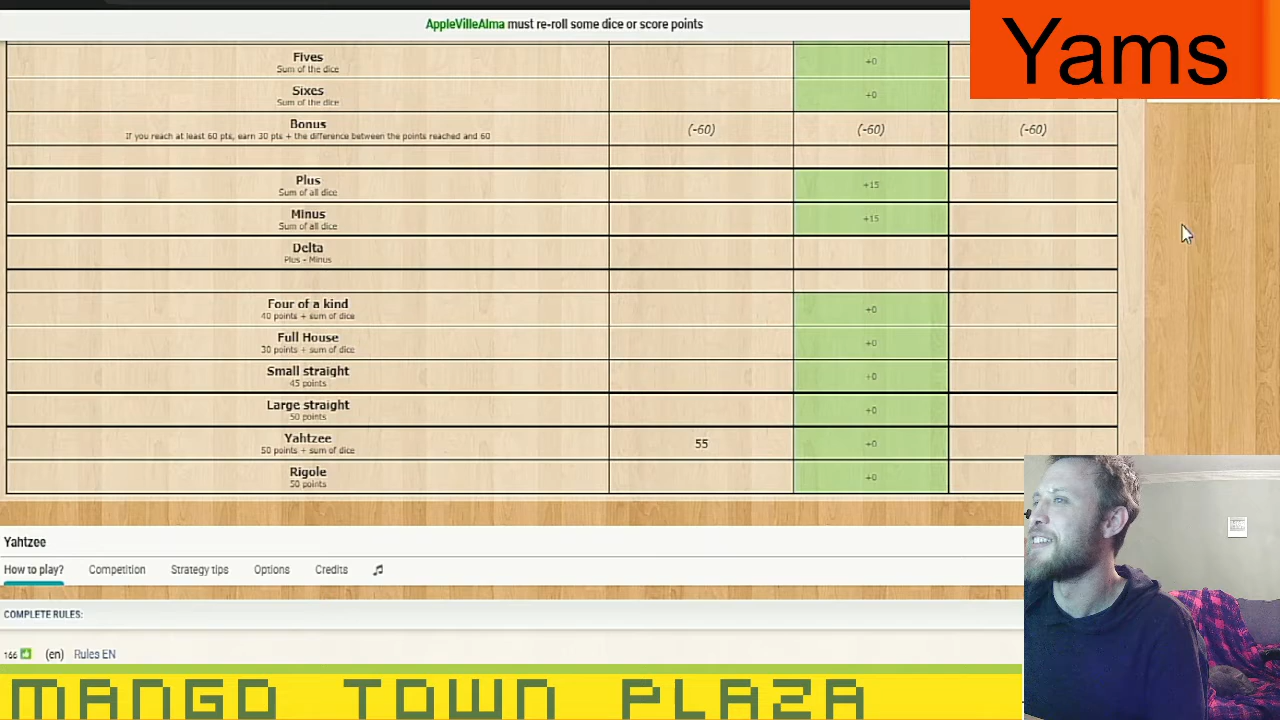 AppleVilleAlma must re-roll some dice or score points
Yams
Fives
Sum of the dice
+0
Sixes
Sum of the dice
+0
Bonus
If you reach at least 60 pts, earn 30 pts + the difference between the points reached and 60
(-60) (-60) (-60)
Plus
Sum of all dice
+15
Minus
Sum of all dice
+15
Delta
Plus - Minus
Four of a kind
40 points + sum of dice
+0
Full House
30 points + sum of dice
+0
Small straight
45 points
+0
Large straight
50 points
+0
Yahtzee
50 points + sum of dice
55 +0
Rigole
50 points
+0
Yahtzee
How to play? Competition Strategy tips Options Credits
COMPLETE RULES:
166 (en) Rules EN
MANGO TOWN PLAZA